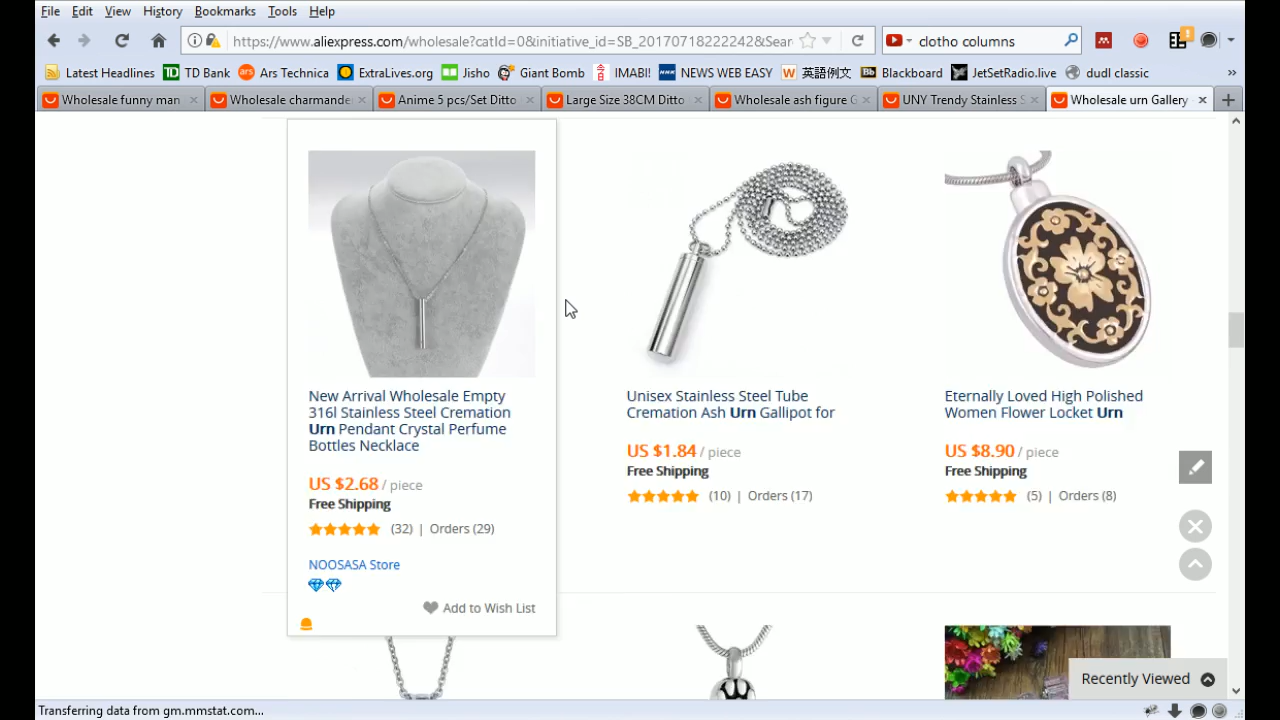 File Edit View History Bookmarks Tools Help
https://www.aliexpress.com/wholesale?catId=0&initiative_id=SB_20170718222242&Sear
clotho columns
Latest Headlines TD Bank Ars Technica ExtraLives.org Jisho Giant Bomb IMABI! NEWS WEB EASY 英語例文 Blackboard JetSetRadio.live dudl classic
Wholesale funny man Wholesale charmande Anime 5 pcs/Set Ditto Large Size 38CM Ditto Wholesale ash figure G UNY Trendy Stainless S Wholesale urn Gallery
New Arrival Wholesale Empty
316l Stainless Steel Cremation
Urn Pendant Crystal Perfume
Bottles Necklace
US $2.68 / piece
Free Shipping
(32) | Orders (29)
NOOSASA Store
Add to Wish List
Unisex Stainless Steel Tube
Cremation Ash Urn Gallipot for
US $1.84 / piece
Free Shipping
(10) | Orders (17)
Eternally Loved High Polished
Women Flower Locket Urn
US $8.90 / piece
Free Shipping
(5) | Orders (8)
Recently Viewed
Transferring data from gm.mmstat.com...